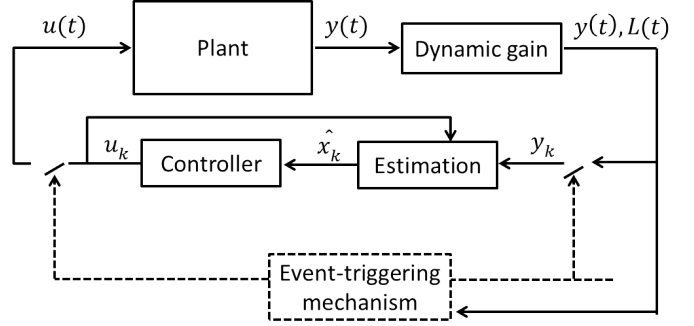 u(t)
Plant
y(t)
Dynamic gain
y(t), L(t)
u_k
Controller
x̂_k
Estimation
y_k
Event-triggering
mechanism